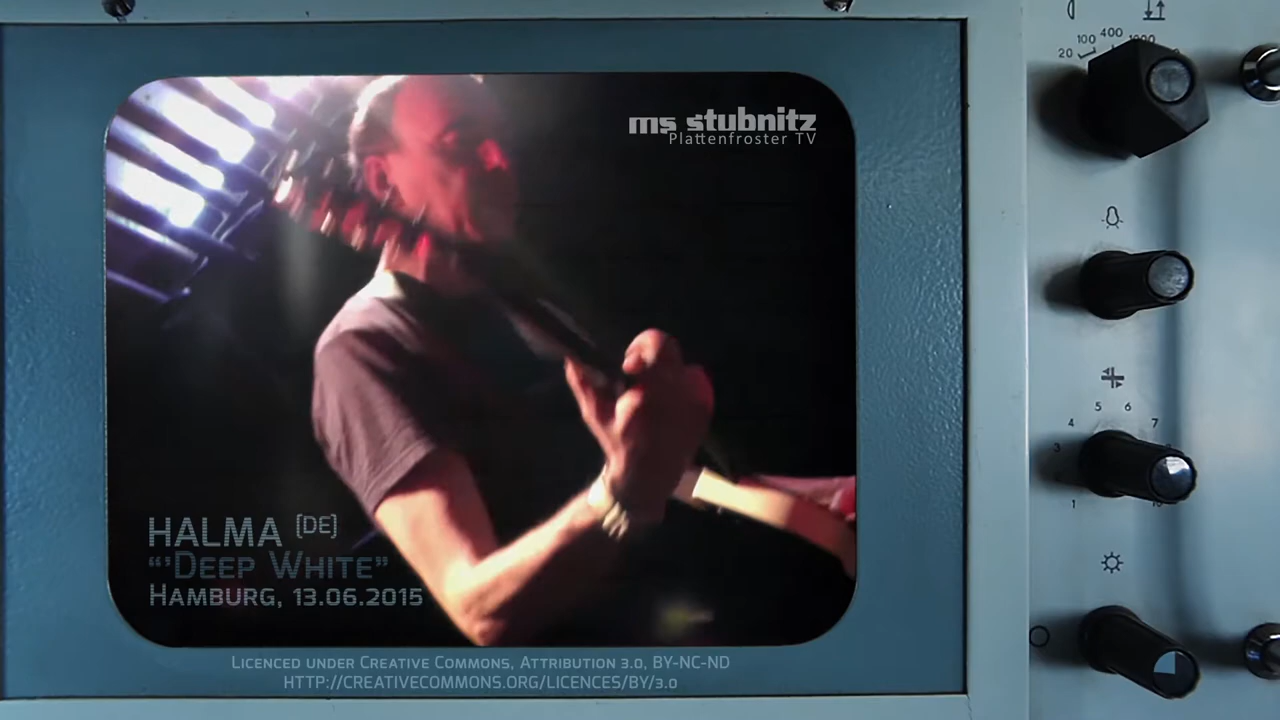 20 100 400 1000
ms stubnitz
Plattenfroster TV
5 6
4 7
3
1 10
HALMA [DE]
“‘DEEP WHITE”
HAMBURG, 13.06.2015
LICENCED UNDER CREATIVE COMMONS, ATTRIBUTION 3.0, BY-NC-ND
HTTP://CREATIVECOMMONS.ORG/LICENCES/BY/3.0